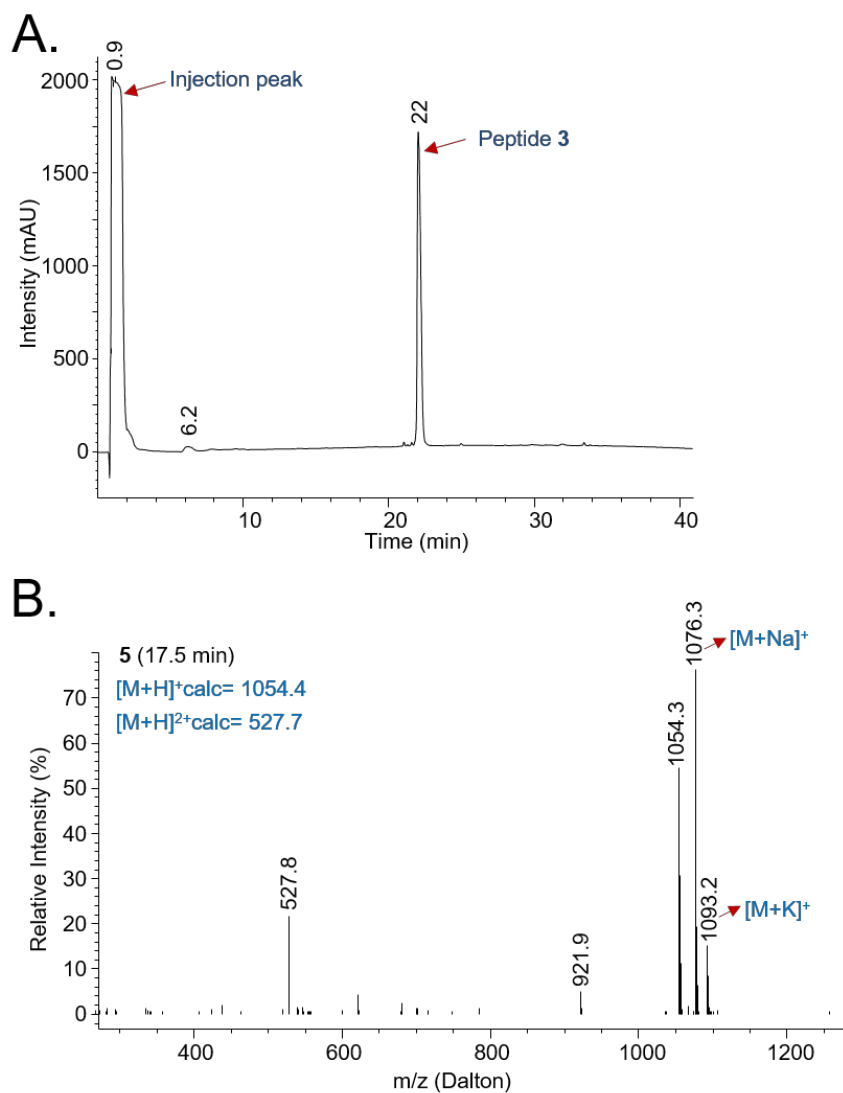 A.
0.9
Injection peak
2000
22
Peptide 3
1500
1000
500
6.2
0
10
20
30
40
Intensity (mAU)
Time (min)
B.
5 (17.5 min)
[M+H]⁺calc= 1054.4
[M+H]²⁺calc= 527.7
1076.3
[M+Na]⁺
1054.3
1093.2
[M+K]⁺
527.8
921.9
70
60
50
40
30
20
10
0
400
600
800
1000
1200
Relative Intensity (%)
m/z (Dalton)